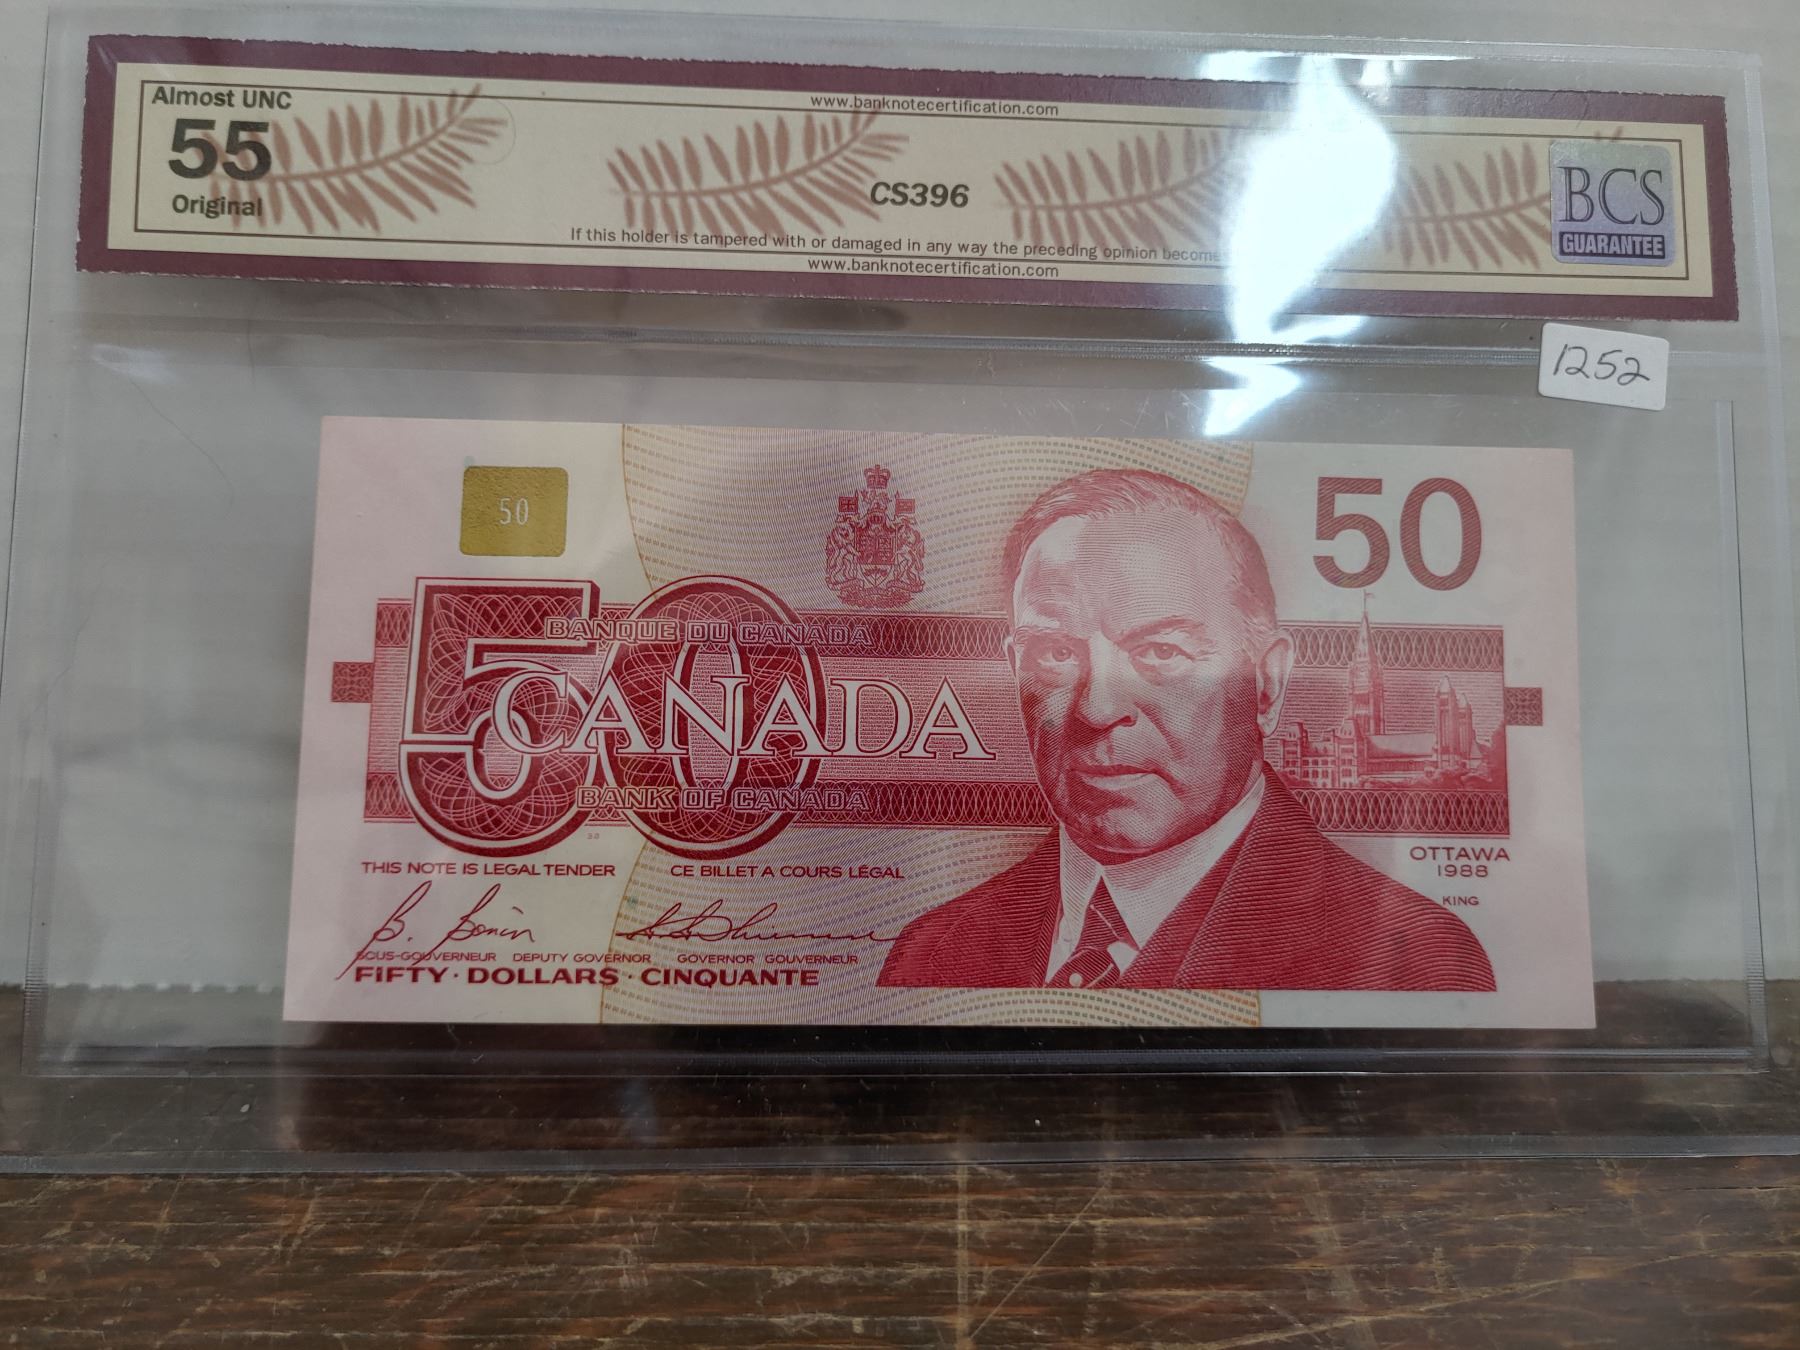 Almost UNC
55
Original
www.banknotecertification.com
CS396
If this holder is tampered with or damaged in any way the preceding opinion
www.banknotecertification.com
BCS
GUARANTEE
1252
50
50
50
BANQUE DU CANADA
CANADA
BANK OF CANADA
THIS NOTE IS LEGAL TENDER CE BILLET A COURS LÉGAL
OTTAWA
1988
KING
B. Bonin
SOUS-GOUVERNEUR DEPUTY GOVERNOR GOVERNOR GOUVERNEUR
FIFTY · DOLLARS · CINQUANTE